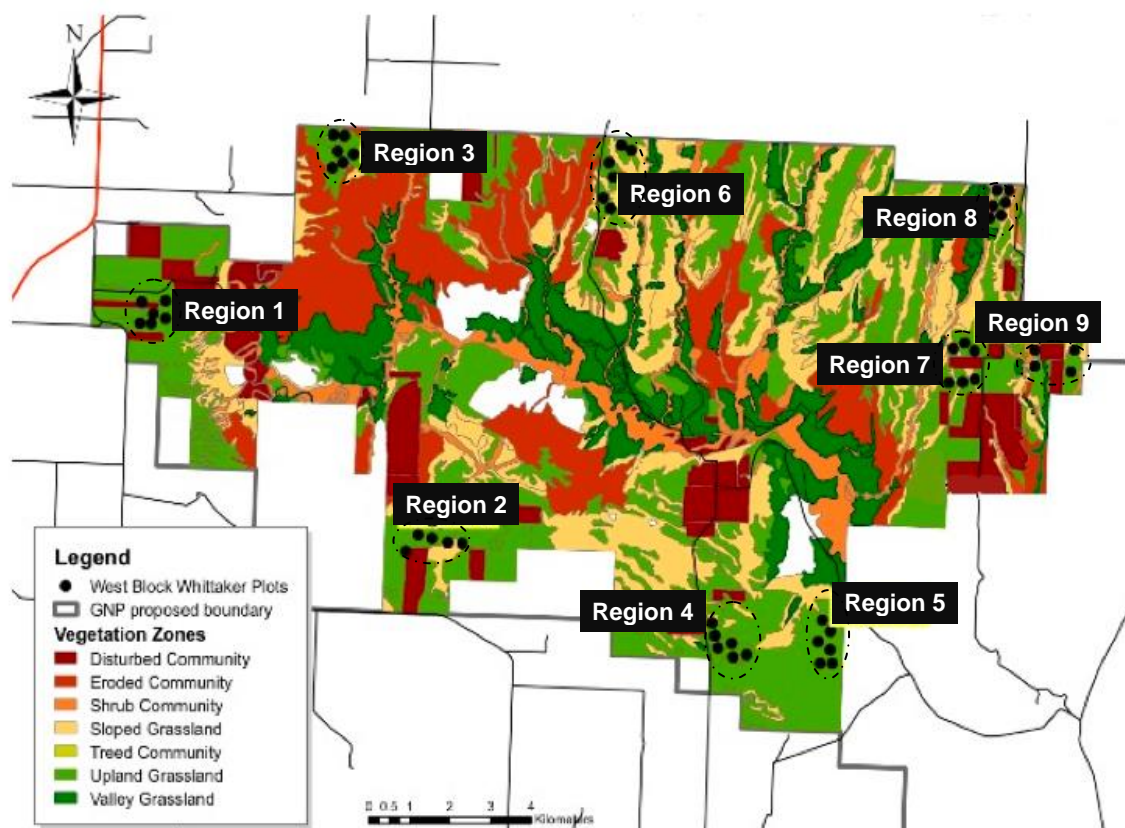 N
Region 3
Region 6
Region 8
Region 1
Region 9
Region 7
Region 2
Region 4
Region 5
Legend
West Block Whittaker Plots
GNP proposed boundary
Vegetation Zones
Disturbed Community
Eroded Community
Shrub Community
Sloped Grassland
Treed Community
Upland Grassland
Valley Grassland
0 0.5 1 2 3 4
Kilometers